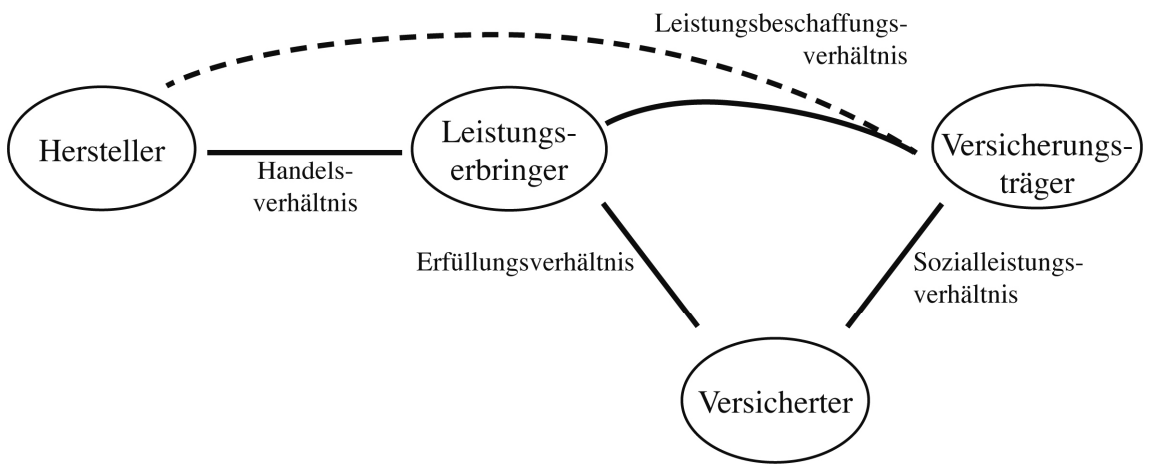 Leistungsbeschaffungs-
verhältnis
Hersteller
Handels-
verhältnis
Leistungs-
erbringer
Versicherungs-
träger
Erfüllungsverhältnis
Sozialleistungs-
verhältnis
Versicherter